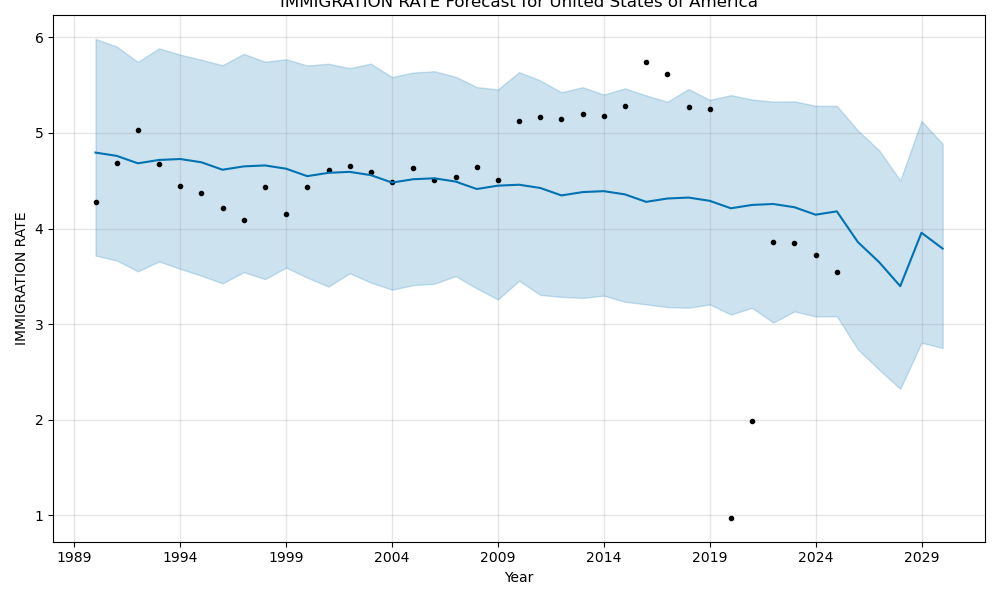 IMMIGRATION RATE Forecast for United States of America
6
5
4
3
2
1
IMMIGRATION RATE
1989 1994 1999 2004 2009 2014 2019 2024 2029
Year